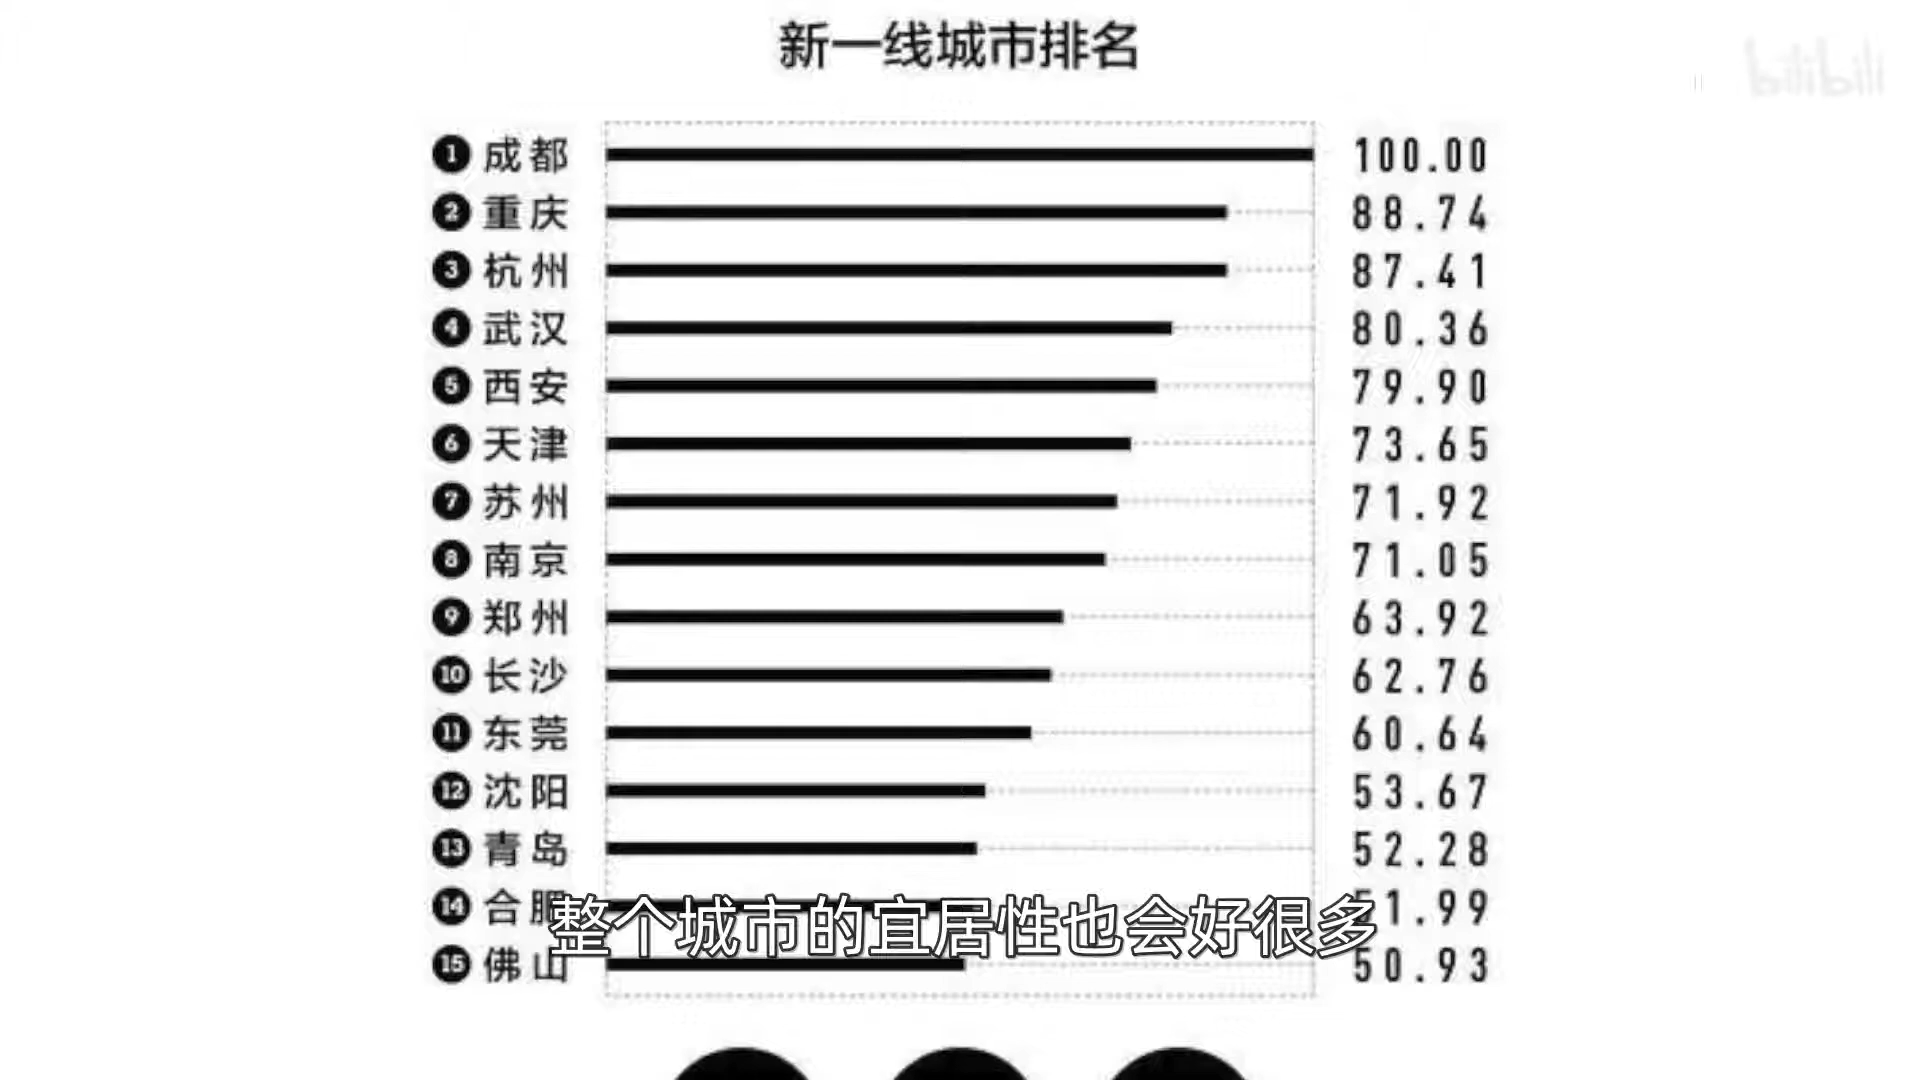 新一线城市排名
bilibili
1 成都 100.00
2 重庆 88.74
3 杭州 87.41
4 武汉 80.36
5 西安 79.90
6 天津 73.65
7 苏州 71.92
8 南京 71.05
9 郑州 63.92
10 长沙 62.76
11 东莞 60.64
12 沈阳 53.67
13 青岛 52.28
14 合肥 51.99
整个城市的宜居性也会好很多
15 佛山 50.93